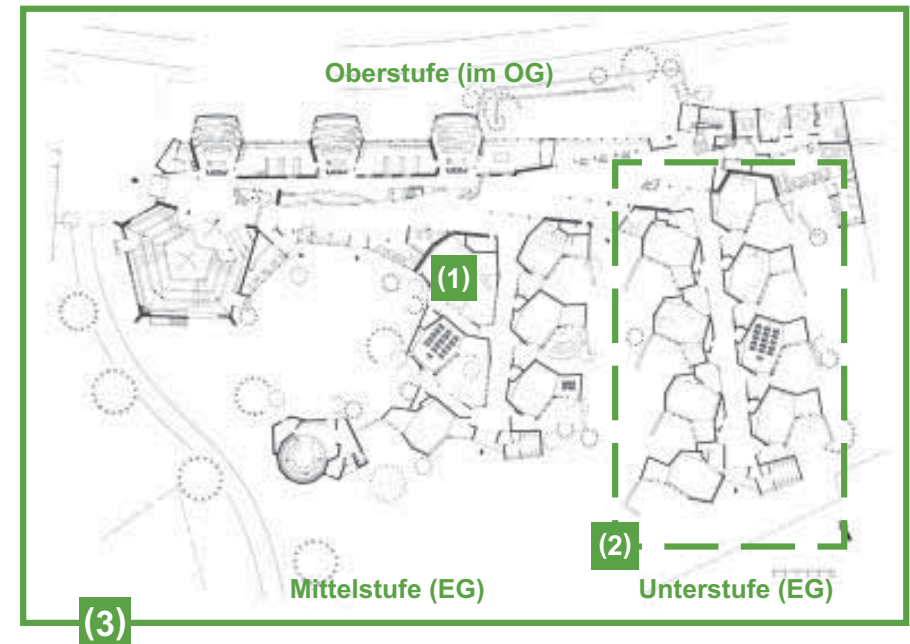 Oberstufe (im OG)
(1)
(2)
Mittelstufe (EG)
Unterstufe (EG)
(3)